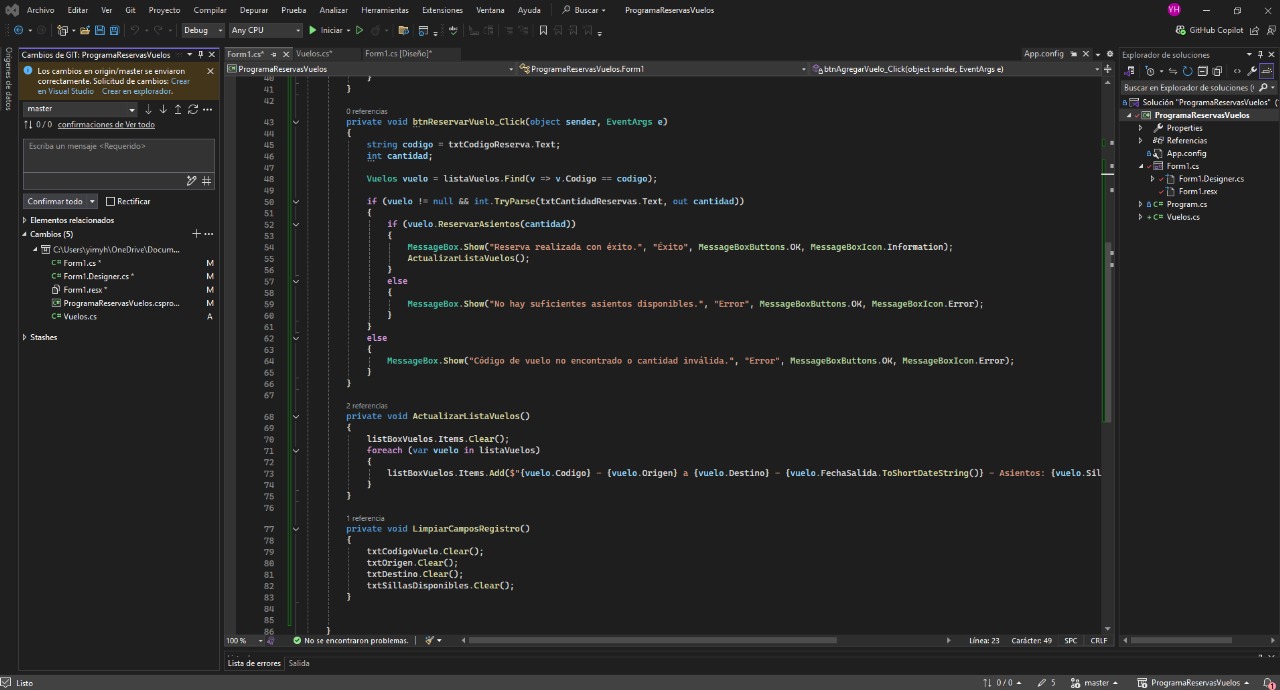 Archivo Editar Ver Git Proyecto Compilar Depurar Prueba Analizar Herramientas Extensiones Ventana Ayuda Buscar ProgramaReservasVuelos YH
Debug Any CPU Iniciar GitHub Copilot
Orígenes de datos
Cambios de GIT: ProgramaReservasVuelos
Los cambios en origin/master se enviaron
correctamente. Solicitud de cambios: Crear
en Visual Studio Crear en explorador.
master
0 / 0 confirmaciones de Ver todo
Escriba un mensaje <Requerido>
Confirmar todo Rectificar
Elementos relacionados
Cambios (5)
C:\Users\yimyh\OneDrive\Docum...
C# Form1.cs * M
C# Form1.Designer.cs * M
Form1.resx * M
ProgramaReservasVuelos.cspro... M
C# Vuelos.cs A
Stashes
Form1.cs* Vuelos.cs* Form1.cs [Diseño]* App.config
ProgramaReservasVuelos ProgramaReservasVuelos.Form1 btnAgregarVuelo_Click(object sender, EventArgs e)
40 }
41 }
42
0 referencias
43 private void btnReservarVuelo_Click(object sender, EventArgs e)
44 {
45 string codigo = txtCodigoReserva.Text;
46 int cantidad;
47
48 Vuelos vuelo = listaVuelos.Find(v => v.Codigo == codigo);
49
50 if (vuelo != null && int.TryParse(txtCantidadReservas.Text, out cantidad))
51 {
52 if (vuelo.ReservarAsientos(cantidad))
53 {
54 MessageBox.Show("Reserva realizada con éxito.", "Éxito", MessageBoxButtons.OK, MessageBoxIcon.Information);
55 ActualizarListaVuelos();
56 }
57 else
58 {
59 MessageBox.Show("No hay suficientes asientos disponibles.", "Error", MessageBoxButtons.OK, MessageBoxIcon.Error);
60 }
61 }
62 else
63 {
64 MessageBox.Show("Código de vuelo no encontrado o cantidad inválida.", "Error", MessageBoxButtons.OK, MessageBoxIcon.Error);
65 }
66 }
67
2 referencias
68 private void ActualizarListaVuelos()
69 {
70 listBoxVuelos.Items.Clear();
71 foreach (var vuelo in listaVuelos)
72 {
73 listBoxVuelos.Items.Add($"{vuelo.Codigo} - {vuelo.Origen} a {vuelo.Destino} - {vuelo.FechaSalida.ToShortDateString()} - Asientos: {vuelo.Sil
74 }
75 }
76
1 referencia
77 private void LimpiarCamposRegistro()
78 {
79 txtCodigoVuelo.Clear();
80 txtOrigen.Clear();
81 txtDestino.Clear();
82 txtSillasDisponibles.Clear();
83 }
84
85
86 }
100 % No se encontraron problemas. Línea: 23 Carácter: 49 SPC CRLF
Lista de errores Salida
Explorador de soluciones
Buscar en Explorador de soluciones (
Solución "ProgramaReservasVuelos" (
ProgramaReservasVuelos
Properties
Referencias
App.config
Form1.cs
Form1.Designer.cs
Form1.resx
C# Program.cs
C# Vuelos.cs
Listo 0 / 0 5 master ProgramaReservasVuelos 1